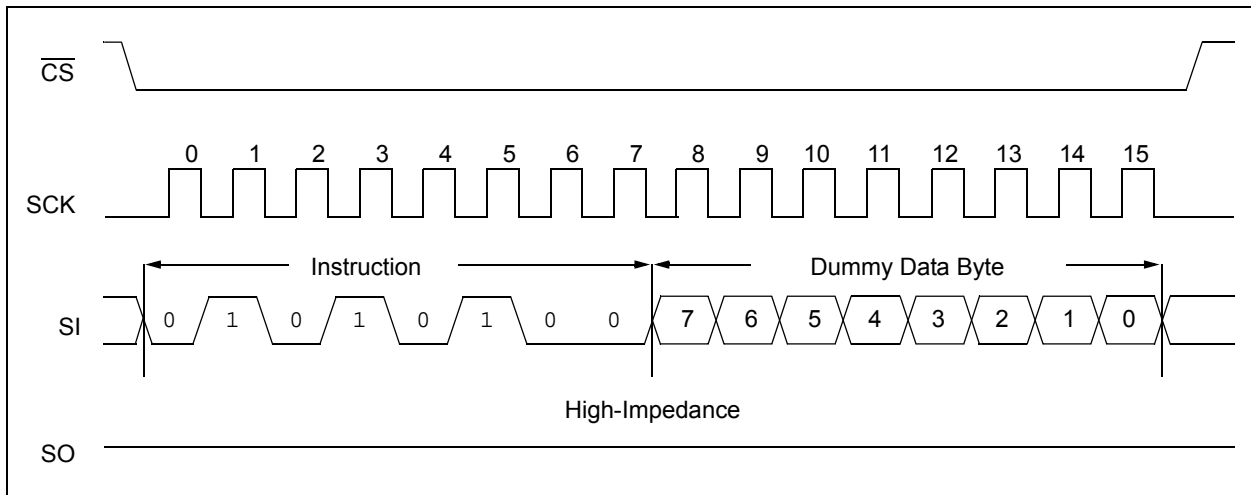 CS
0 1 2 3 4 5 6 7 8 9 10 11 12 13 14 15
SCK
Instruction Dummy Data Byte
SI 0 1 0 1 0 1 0 0 7 6 5 4 3 2 1 0
High-Impedance
SO